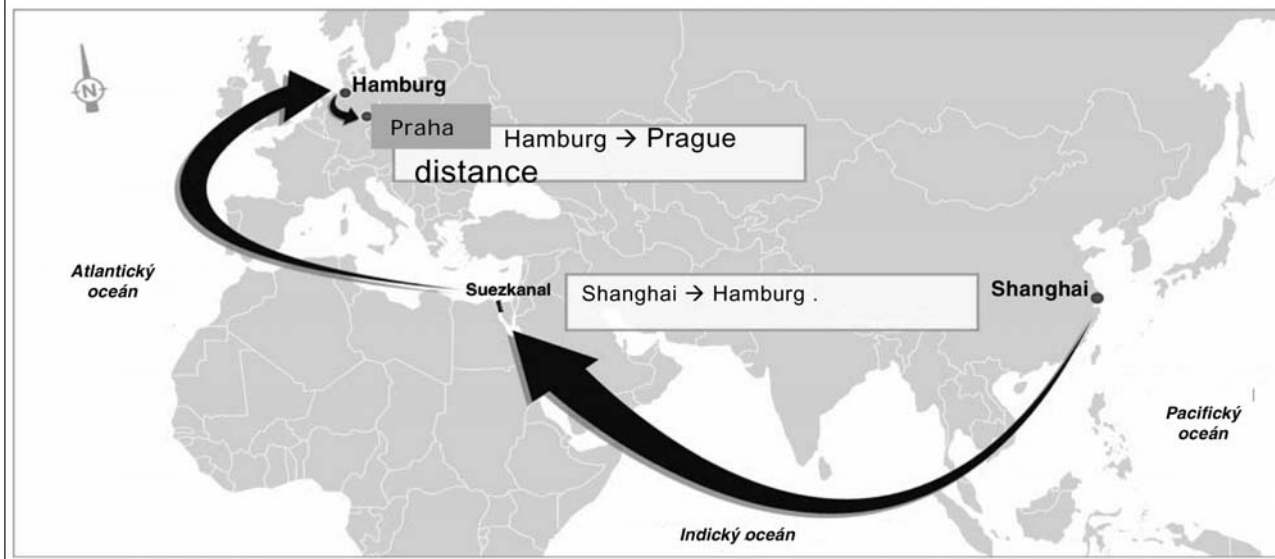 N
Hamburg
Praha
Hamburg → Prague
distance
Atlantický
oceán
Suezkanal
Shanghai → Hamburg .
Shanghai
Pacifický
oceán
Indický oceán